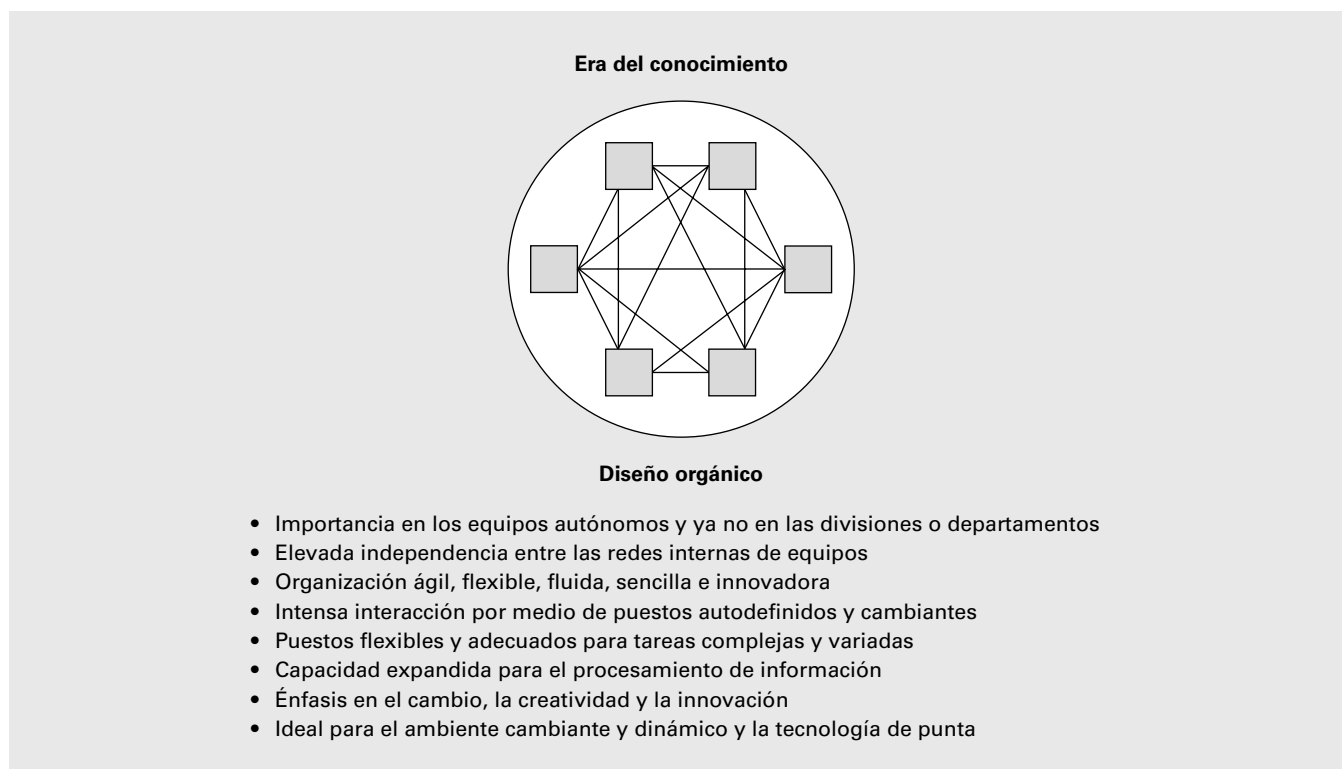 Era del conocimiento
Diseño orgánico
• Importancia en los equipos autónomos y ya no en las divisiones o departamentos
• Elevada independencia entre las redes internas de equipos
• Organización ágil, flexible, fluida, sencilla e innovadora
• Intensa interacción por medio de puestos autodefinidos y cambiantes
• Puestos flexibles y adecuados para tareas complejas y variadas
• Capacidad expandida para el procesamiento de información
• Énfasis en el cambio, la creatividad y la innovación
• Ideal para el ambiente cambiante y dinámico y la tecnología de punta